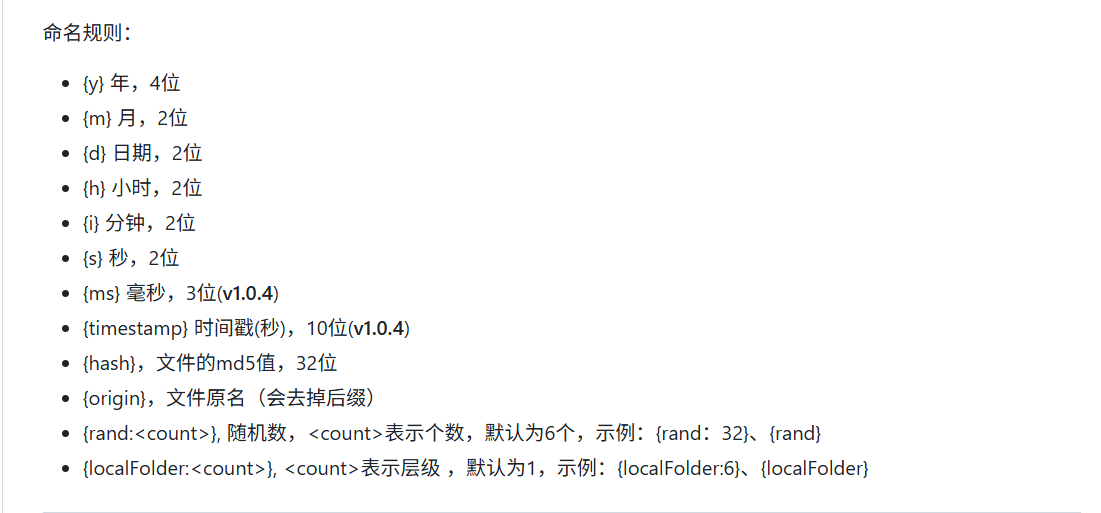 命名规则：
{y} 年，4位
{m} 月，2位
{d} 日期，2位
{h} 小时，2位
{i} 分钟，2位
{s} 秒，2位
{ms} 毫秒，3位(v1.0.4)
{timestamp} 时间戳(秒)，10位(v1.0.4)
{hash}，文件的md5值，32位
{origin}，文件原名（会去掉后缀）
{rand:<count>}, 随机数，<count>表示个数，默认为6个，示例：{rand：32}、{rand}
{localFolder:<count>}, <count>表示层级 ，默认为1，示例：{localFolder:6}、{localFolder}